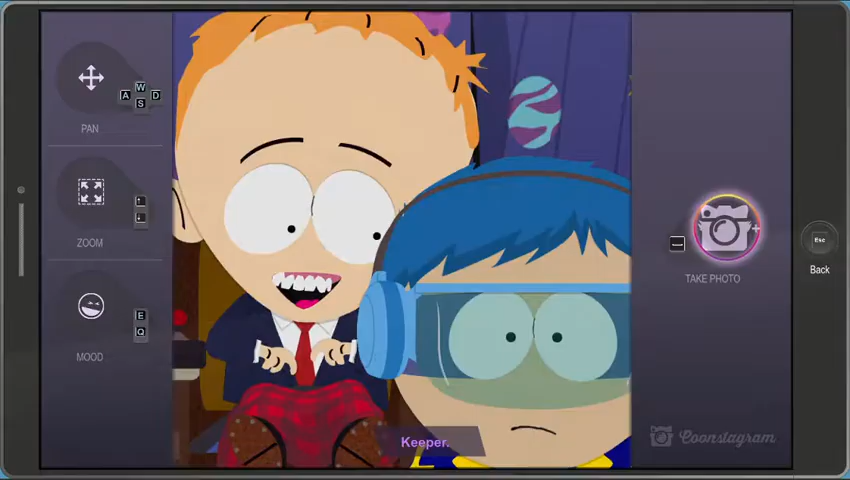 W
A
D
S
PAN
↑
↓
ZOOM
E
Q
MOOD
TAKE PHOTO
Esc
Back
Keeper.
Coonstagram